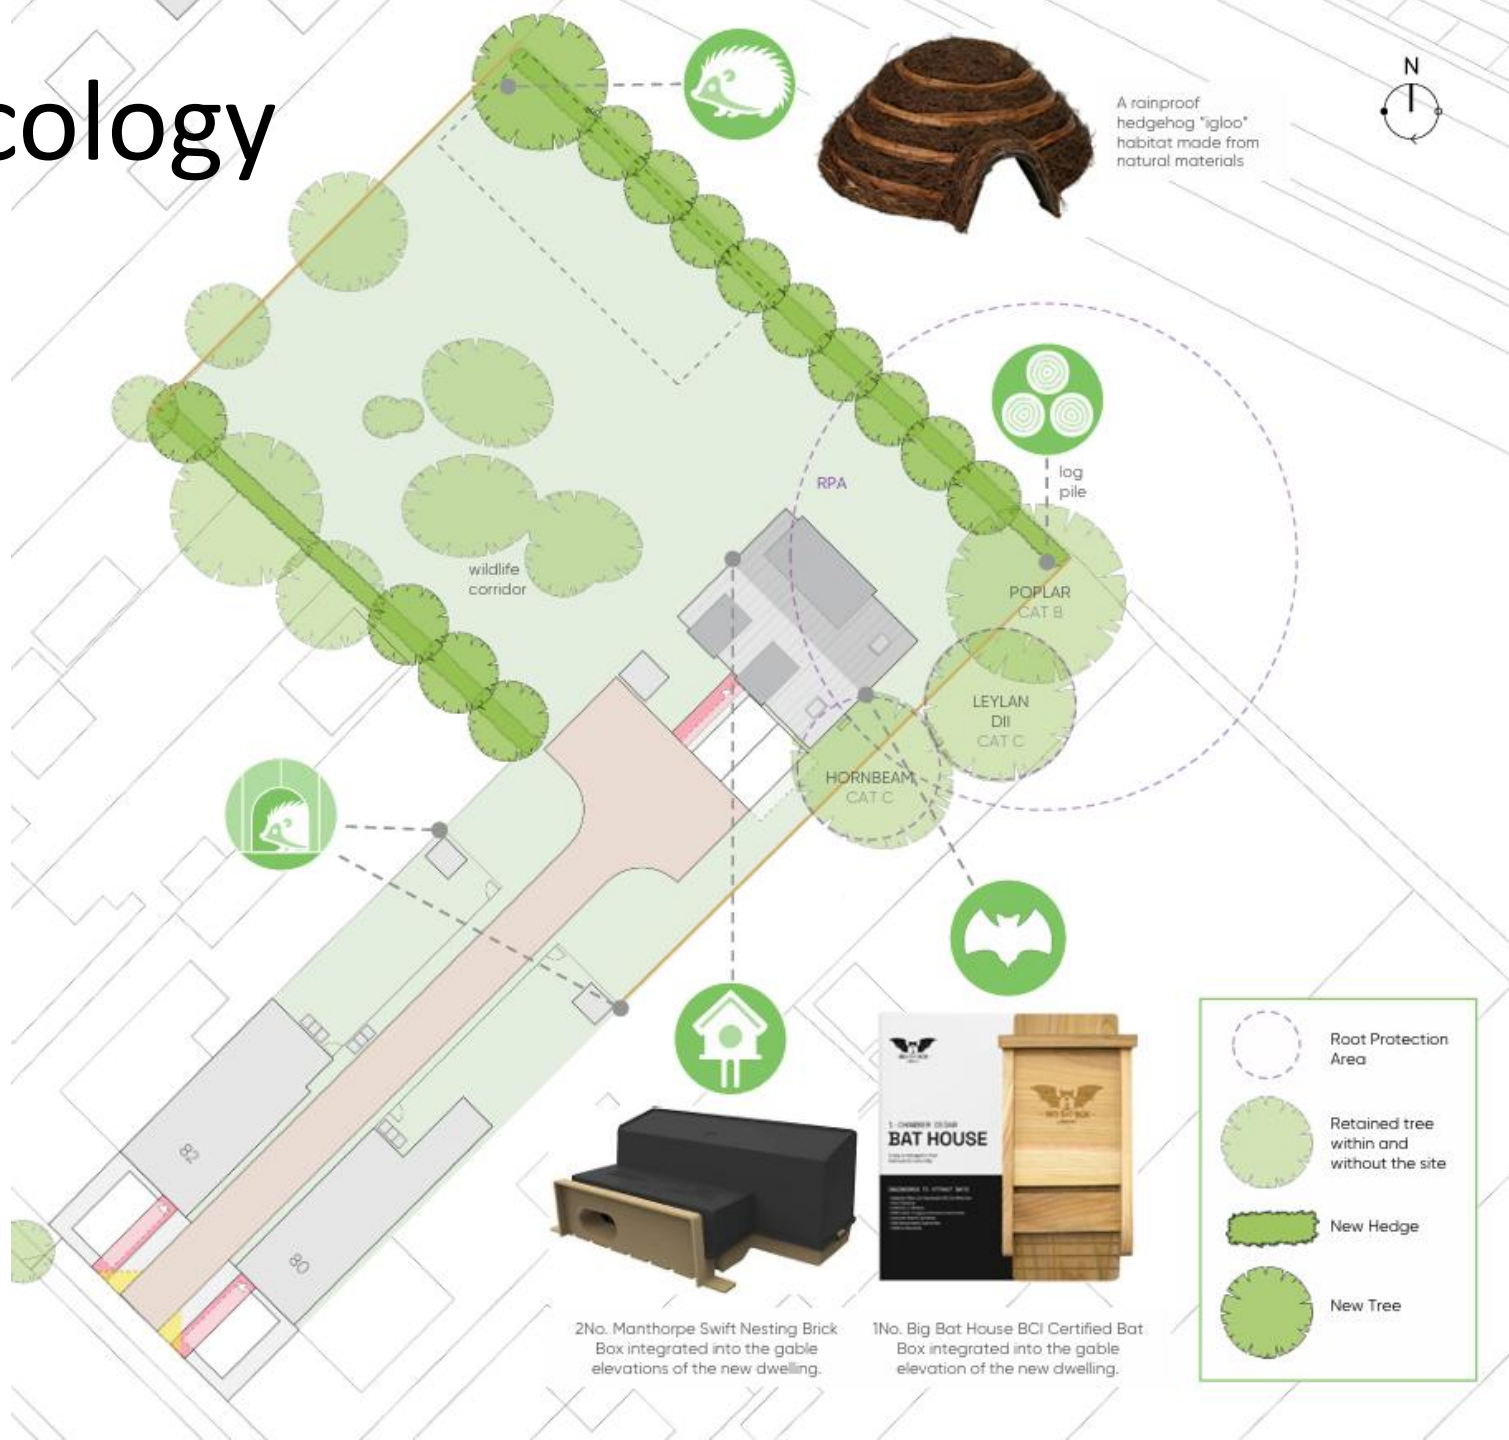 cology
A rainproof
hedgehog "igloo"
habitat made from
natural materials
N
RPA
log
pile
wildlife
corridor
POPLAR
CAT B
LEYLAN
DII
CAT C
HORNBEAM
CAT C
82
80
1 CHAMBER CEDAR
BAT HOUSE
2No. Manthorpe Swift Nesting Brick
Box integrated into the gable
elevations of the new dwelling.
1No. Big Bat House BCI Certified Bat
Box integrated into the gable
elevation of the new dwelling.
Root Protection
Area
Retained tree
within and
without the site
New Hedge
New Tree